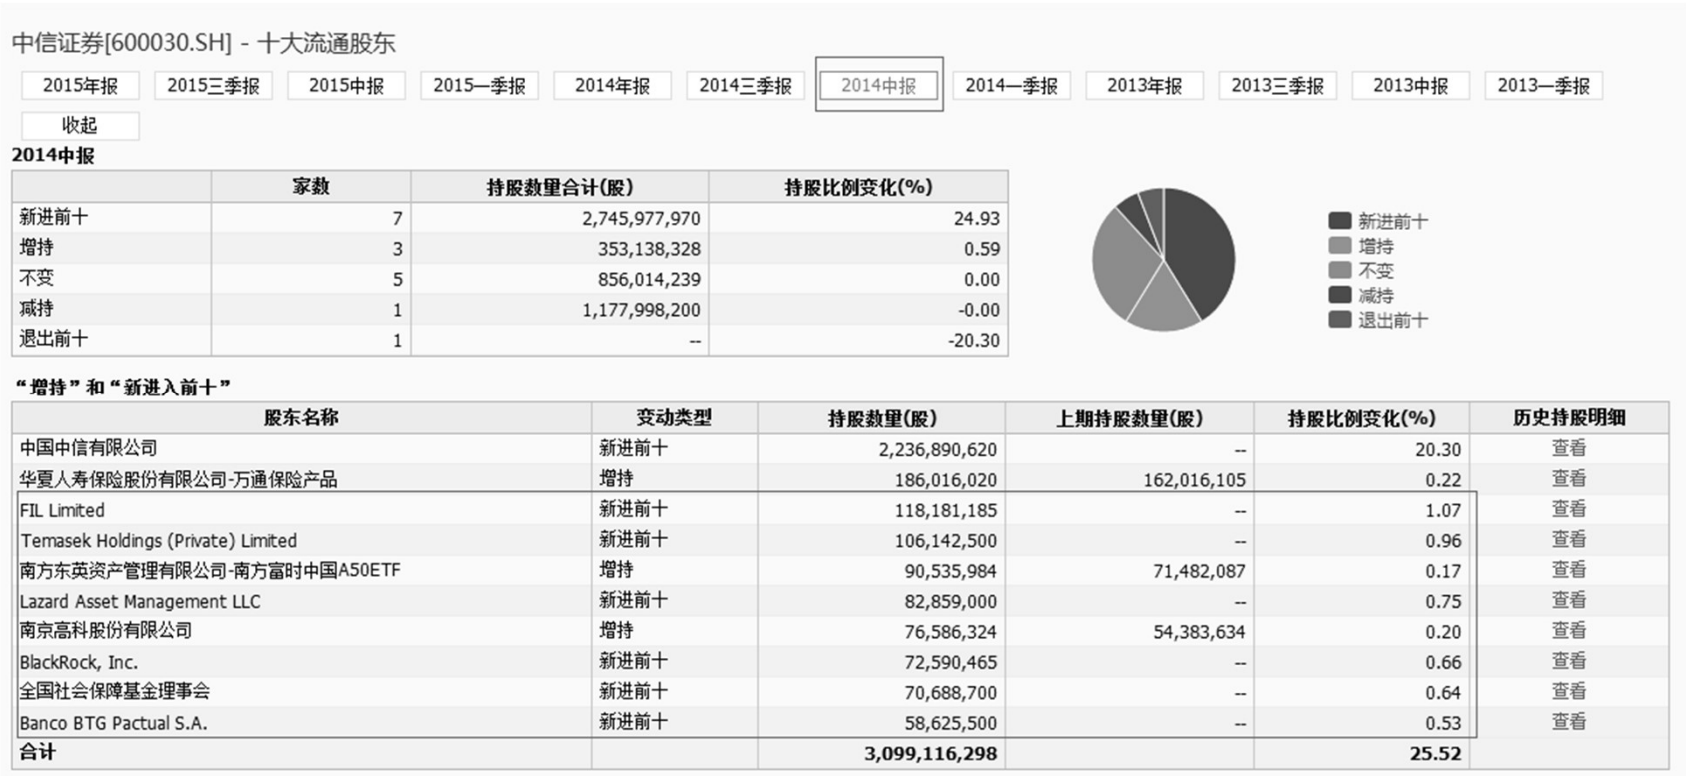 中信证券[600030.SH] - 十大流通股东
2015年报 2015三季报 2015中报 2015一季报 2014年报 2014三季报 2014中报 2014一季报 2013年报 2013三季报 2013中报 2013一季报
收起
2014中报
家数 持股数量合计(股) 持股比例变化(%)
新进前十 7 2,745,977,970 24.93
增持 3 353,138,328 0.59
不变 5 856,014,239 0.00
减持 1 1,177,998,200 -0.00
退出前十 1 -- -20.30
新进前十
增持
不变
减持
退出前十
“增持”和“新进入前十”
股东名称 变动类型 持股数量(股) 上期持股数量(股) 持股比例变化(%) 历史持股明细
中国中信有限公司 新进前十 2,236,890,620 -- 20.30 查看
华夏人寿保险股份有限公司-万通保险产品 增持 186,016,020 162,016,105 0.22 查看
FIL Limited 新进前十 118,181,185 -- 1.07 查看
Temasek Holdings (Private) Limited 新进前十 106,142,500 -- 0.96 查看
南方东英资产管理有限公司-南方富时中国A50ETF 增持 90,535,984 71,482,087 0.17 查看
Lazard Asset Management LLC 新进前十 82,859,000 -- 0.75 查看
南京高科股份有限公司 增持 76,586,324 54,383,634 0.20 查看
BlackRock, Inc. 新进前十 72,590,465 -- 0.66 查看
全国社会保障基金理事会 新进前十 70,688,700 -- 0.64 查看
Banco BTG Pactual S.A. 新进前十 58,625,500 -- 0.53 查看
合计 3,099,116,298 25.52